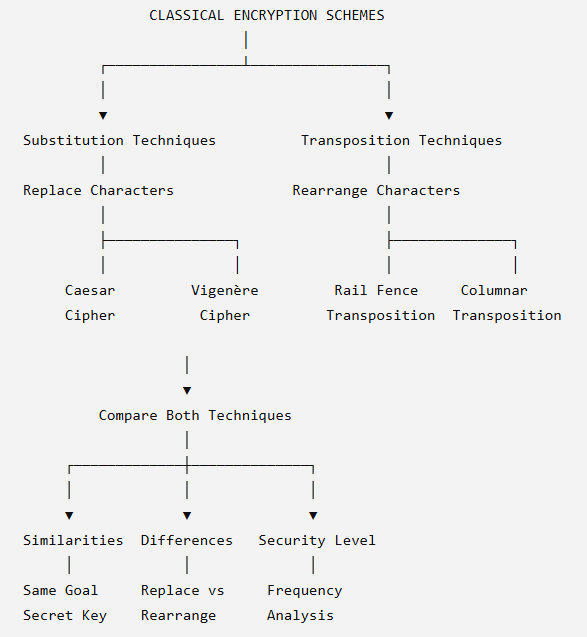 CLASSICAL ENCRYPTION SCHEMES
Substitution Techniques Transposition Techniques
Replace Characters Rearrange Characters
Caesar Vigenère Rail Fence Columnar
Cipher Cipher Transposition Transposition
Compare Both Techniques
Similarities Differences Security Level
Same Goal Replace vs Frequency
Secret Key Rearrange Analysis